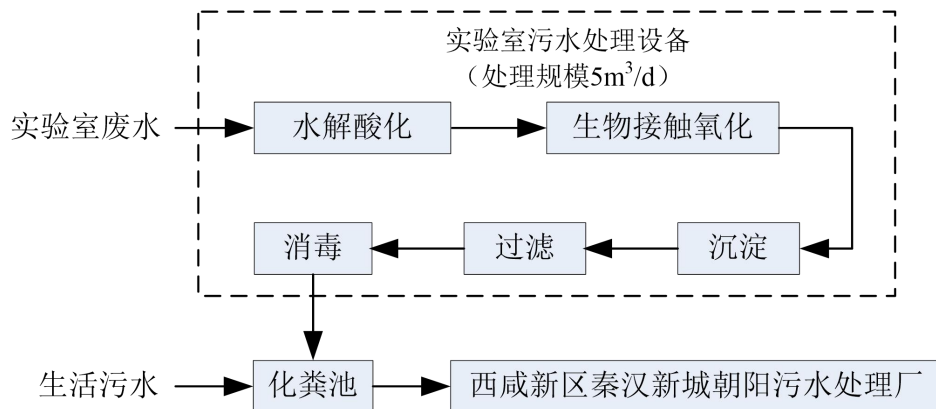 实验室污水处理设备
（处理规模5m³/d）
实验室废水
水解酸化
生物接触氧化
消毒
过滤
沉淀
生活污水
化粪池
西咸新区秦汉新城朝阳污水处理厂